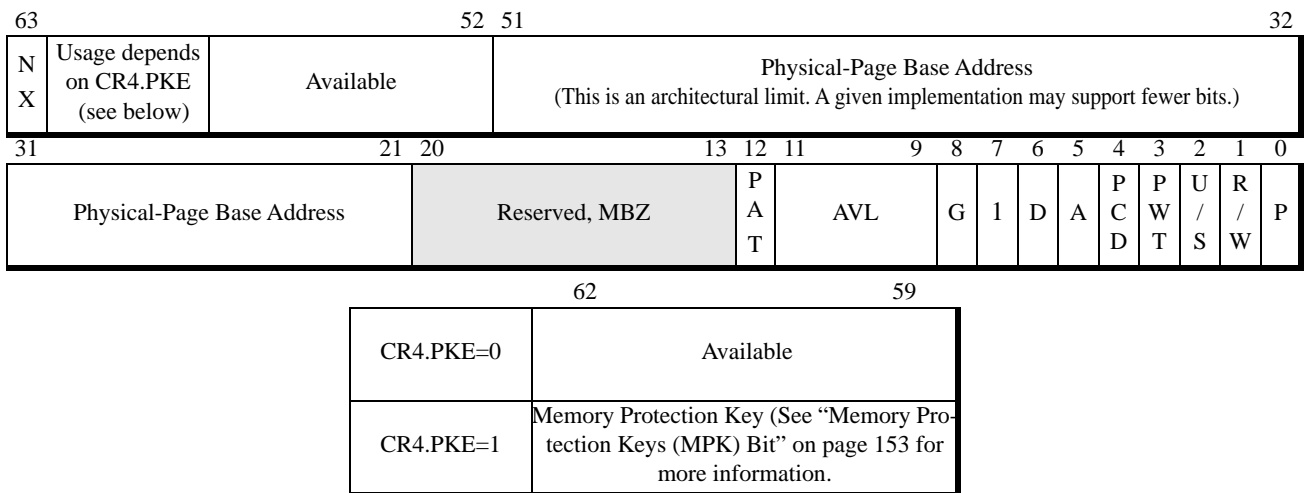 63 52 51 32
N X
Usage depends
on CR4.PKE
(see below)
Available
Physical-Page Base Address
(This is an architectural limit. A given implementation may support fewer bits.)
31 21 20 13 12 11 9 8 7 6 5 4 3 2 1 0
Physical-Page Base Address
Reserved, MBZ
P A T
AVL
G
1
D
A
P C D
P W T
U / S
R / W
P
62 59
CR4.PKE=0
Available
CR4.PKE=1
Memory Protection Key (See “Memory Pro-
tection Keys (MPK) Bit” on page 153 for
more information.